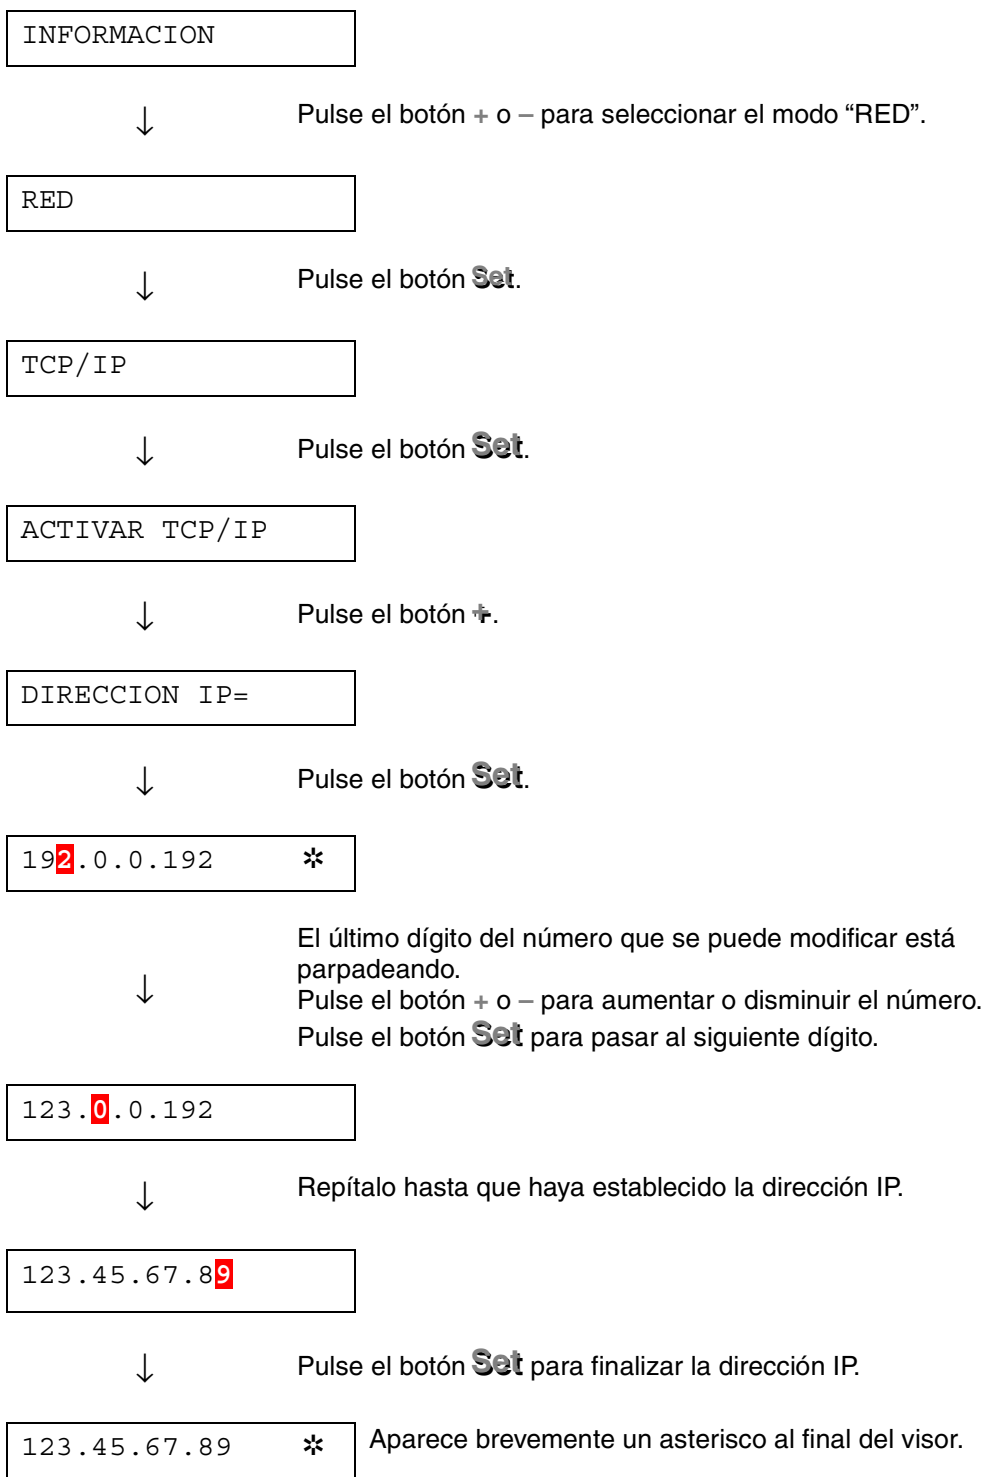 INFORMACION
↓ Pulse el botón + o – para seleccionar el modo “RED”.
RED
↓ Pulse el botón Set.
TCP/IP
↓ Pulse el botón Set.
ACTIVAR TCP/IP
↓ Pulse el botón +.
DIRECCION IP=
↓ Pulse el botón Set.
192.0.0.192 ✲
El último dígito del número que se puede modificar está
parpadeando.
↓ Pulse el botón + o – para aumentar o disminuir el número.
Pulse el botón Set para pasar al siguiente dígito.
123.0.0.192
↓ Repítalo hasta que haya establecido la dirección IP.
123.45.67.89
↓ Pulse el botón Set para finalizar la dirección IP.
123.45.67.89 ✲ Aparece brevemente un asterisco al final del visor.